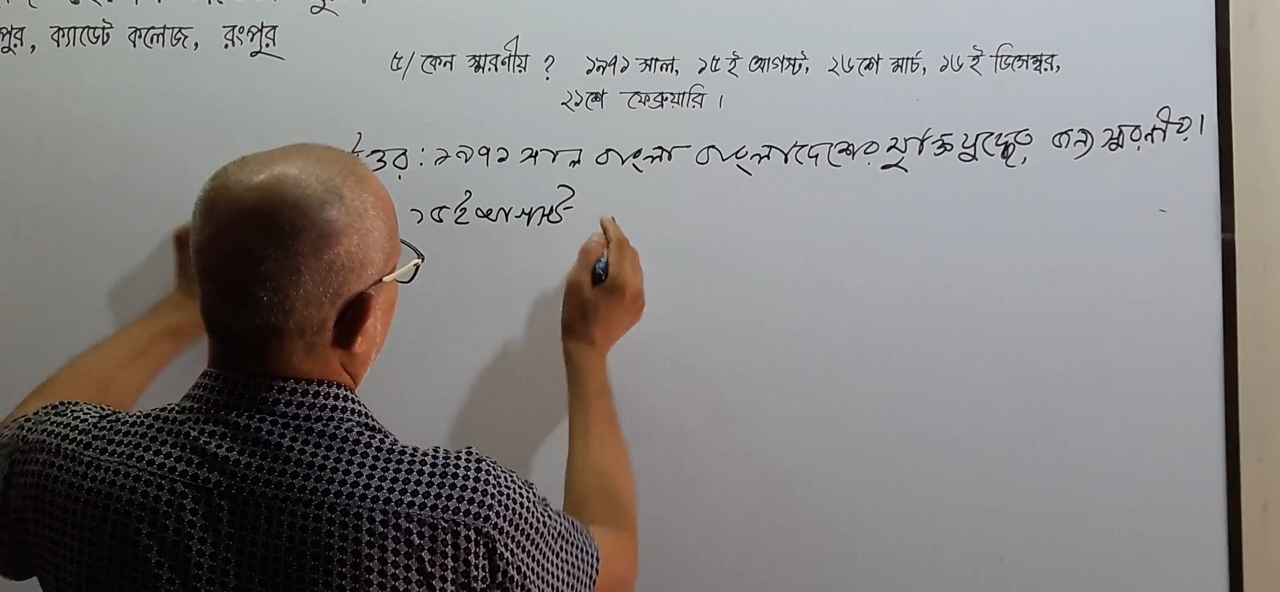 পুর, ক্যাডেট কলেজ, রংপুর
৫/ কেন স্মরণীয় ? ১৯৭১ সাল, ১৫ই আগস্ট, ২৬শে মার্চ, ১৬ই ডিসেম্বর,
২১শে ফেব্রুয়ারি ।
উত্তর : ১৯৭১ সাল বাংলা বাংলাদেশের মুক্তিযুদ্ধের জন্য স্মরণীয় ।
১৫ই আগস্ট